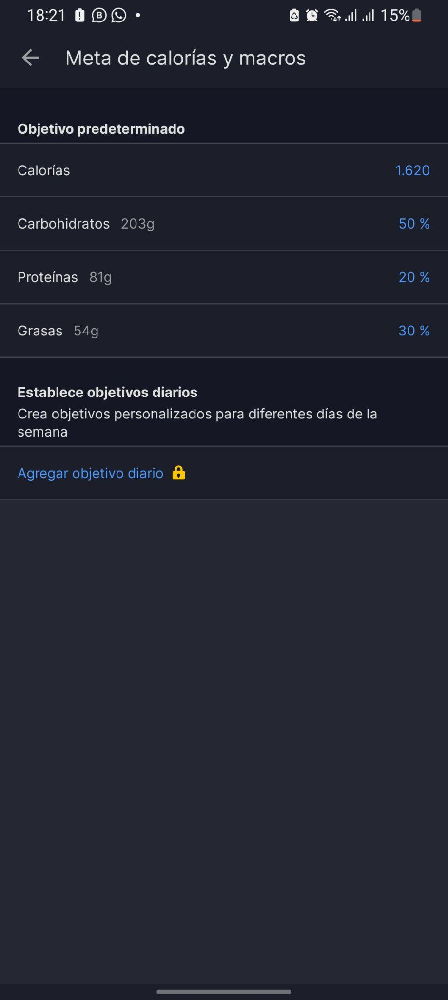 18:21 15%
Meta de calorías y macros
Objetivo predeterminado
Calorías 1.620
Carbohidratos 203g 50 %
Proteínas 81g 20 %
Grasas 54g 30 %
Establece objetivos diarios
Crea objetivos personalizados para diferentes días de la
semana
Agregar objetivo diario